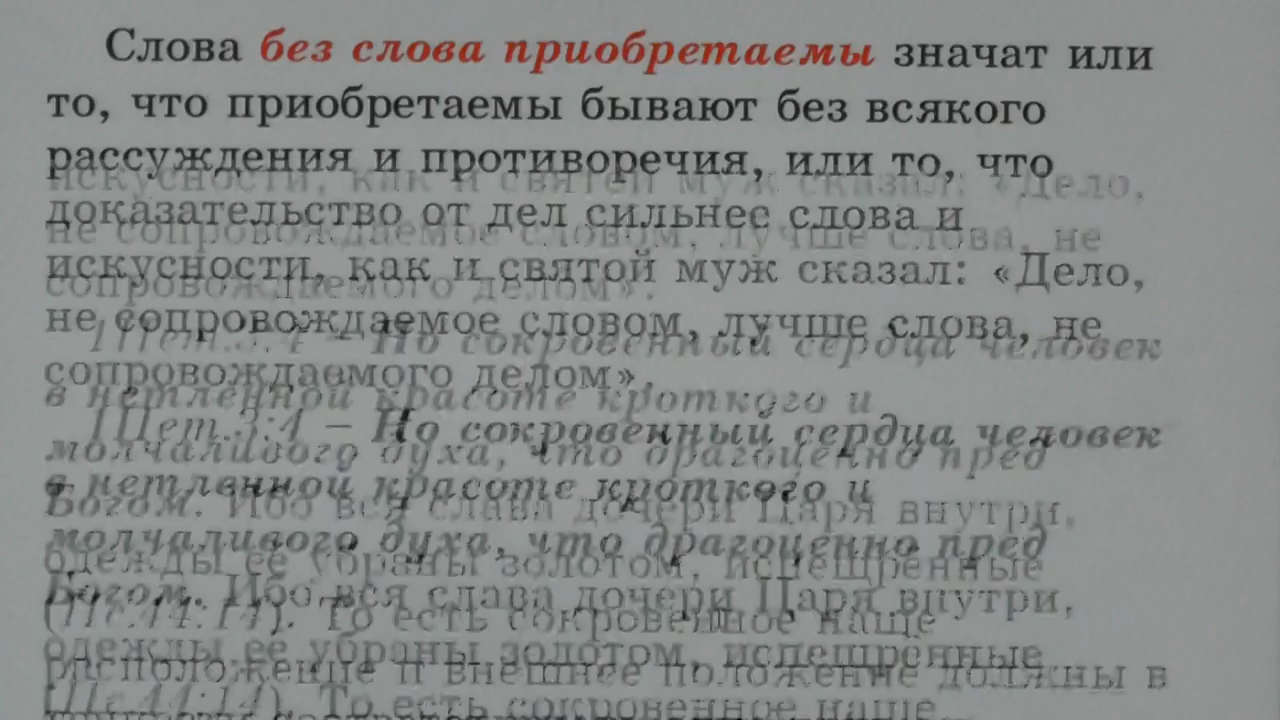 Слова без слова приобретаемы значат или
то, что приобретаемы бывают без всякого
рассуждения и противоречия, или то, что
доказательство от дел сильнее слова и
искусности, как и святой муж сказал: «Дело,
не сопровождаемое словом, лучше слова, не
сопровождаемого делом».
1Пет.3:4 – Но сокровенный сердца человек
в нетленной красоте кроткого и
молчаливого духа, что драгоценно пред
Богом. Ибо вся слава дочери Царя внутри,
одежды ее убраны золотом, испещренные
(Пс.44:14). То есть сокровенное наше
расположение и внешнее положение должны в